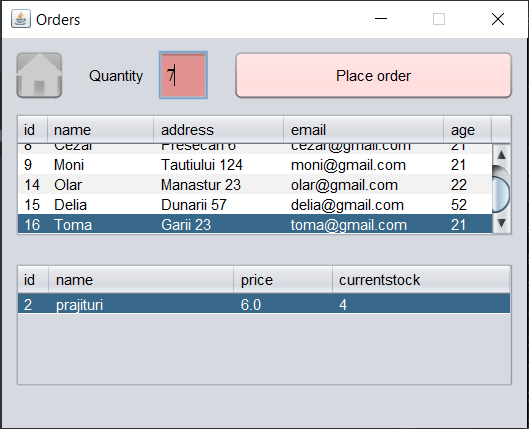 Orders
Quantity 7 Place order
id name address email age
8 Cezar Presecan 6 cezar@gmail.com 21
9 Moni Tautiului 124 moni@gmail.com 21
14 Olar Manastur 23 olar@gmail.com 22
15 Delia Dunarii 57 delia@gmail.com 52
16 Toma Garii 23 toma@gmail.com 21
id name price currentstock
2 prajituri 6.0 4